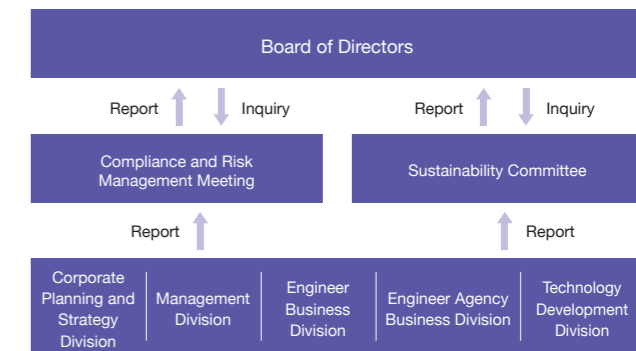 Board of Directors
Report
Inquiry
Report
Inquiry
Compliance and Risk
Management Meeting
Sustainability Committee
Report
Report
Corporate
Planning and
Strategy
Division
Management
Division
Engineer
Business
Division
Engineer Agency
Business Division
Technology
Development
Division